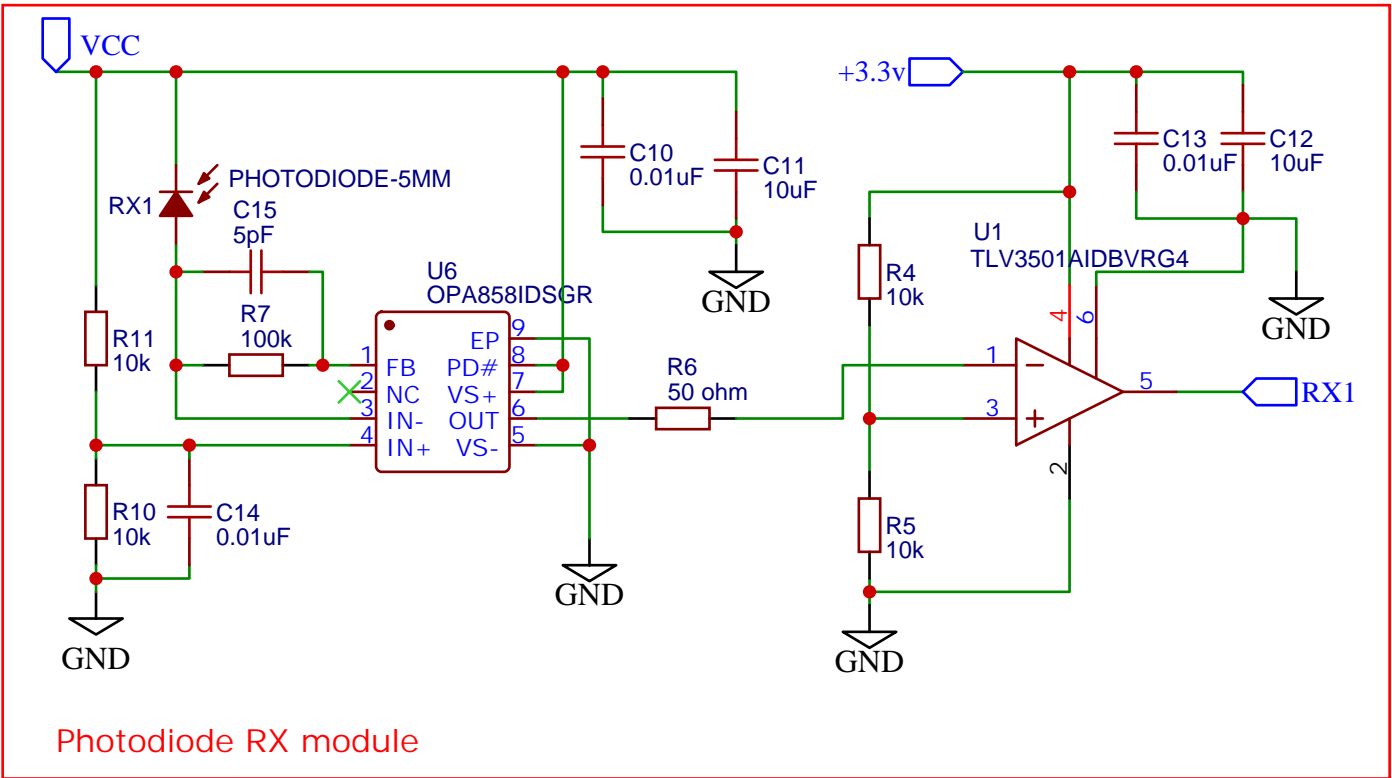 VCC
+3.3v
PHOTODIODE-5MM
RX1
C15
5pF
C10
0.01uF
C11
10uF
GND
C13
0.01uF
C12
10uF
GND
U6
OPA858IDSGR
R7
100k
R11
10k
1
FB
2
NC
3
IN-
4
IN+
EP
9
PD#
8
VS+
7
OUT
6
VS-
5
R10
10k
C14
0.01uF
GND
GND
R6
50 ohm
R4
10k
U1
TLV3501AIDBVRG4
4
6
1
3
5
2
RX1
R5
10k
GND
Photodiode RX module